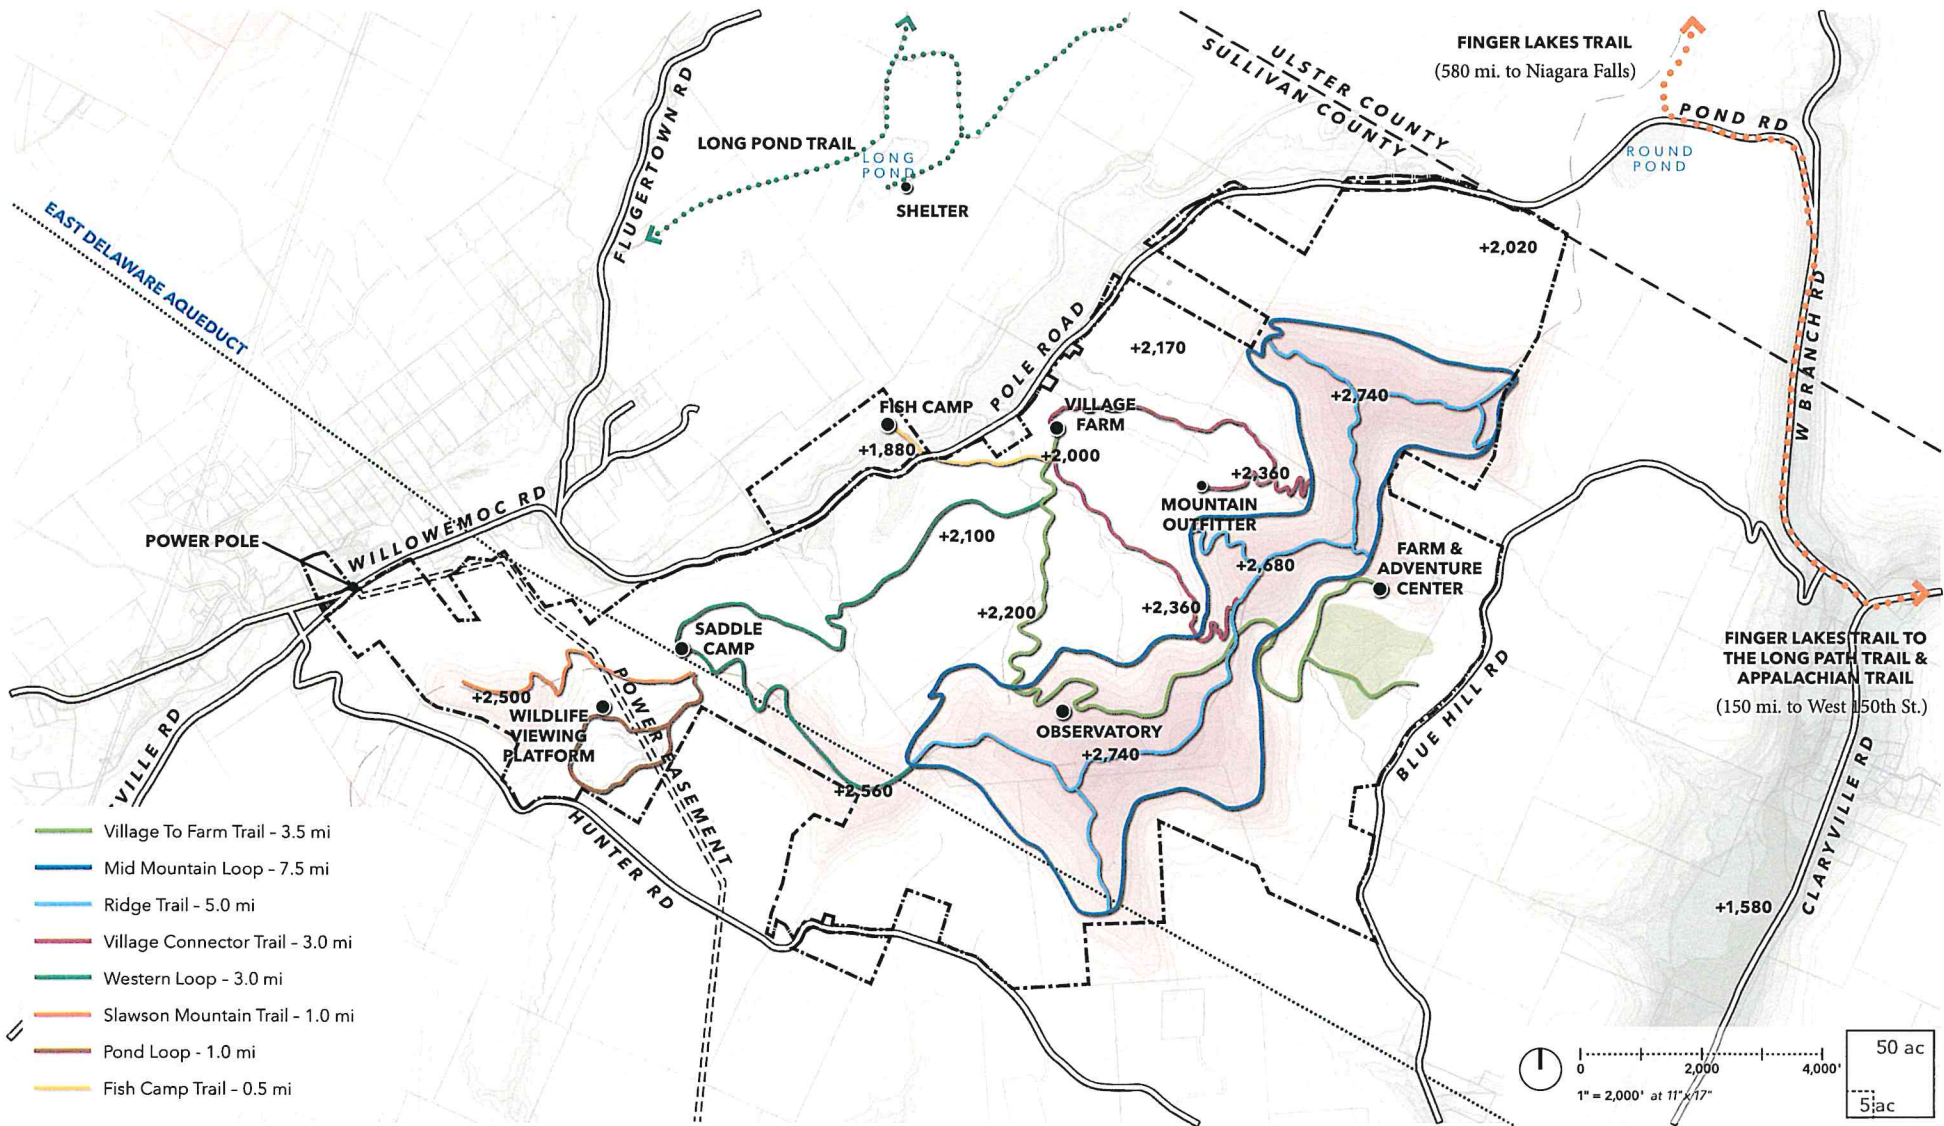 FINGER LAKES TRAIL
(580 mi. to Niagara Falls)
ULSTER COUNTY
SULLIVAN COUNTY
POND RD
ROUND
POND
FLUGERTOWN RD
LONG POND TRAIL
LONG
POND
SHELTER
EAST DELAWARE AQUEDUCT
+2,020
W BRANCH RD
POLE ROAD
+2,170
+2,740
FISH CAMP
VILLAGE
FARM
+1,880
+2,000
+2,360
MOUNTAIN
OUTFITTER
WILLOWEMOC RD
POWER POLE
+2,100
+2,680
FARM &
ADVENTURE
CENTER
+2,200
+2,360
SADDLE
CAMP
FINGER LAKES TRAIL TO
THE LONG PATH TRAIL &
APPALACHIAN TRAIL
(150 mi. to West 150th St.)
BLUE HILL RD
+2,500
WILDLIFE
VIEWING
PLATFORM
POWER EASEMENT
OBSERVATORY
+2,740
+2,560
VILLE RD
HUNTER RD
CLARYVILLE RD
+1,580
Village To Farm Trail - 3.5 mi
Mid Mountain Loop - 7.5 mi
Ridge Trail - 5.0 mi
Village Connector Trail - 3.0 mi
Western Loop - 3.0 mi
Slawson Mountain Trail - 1.0 mi
Pond Loop - 1.0 mi
Fish Camp Trail - 0.5 mi
0 2,000 4,000'
1" = 2,000' at 11"x17"
50 ac
5 ac